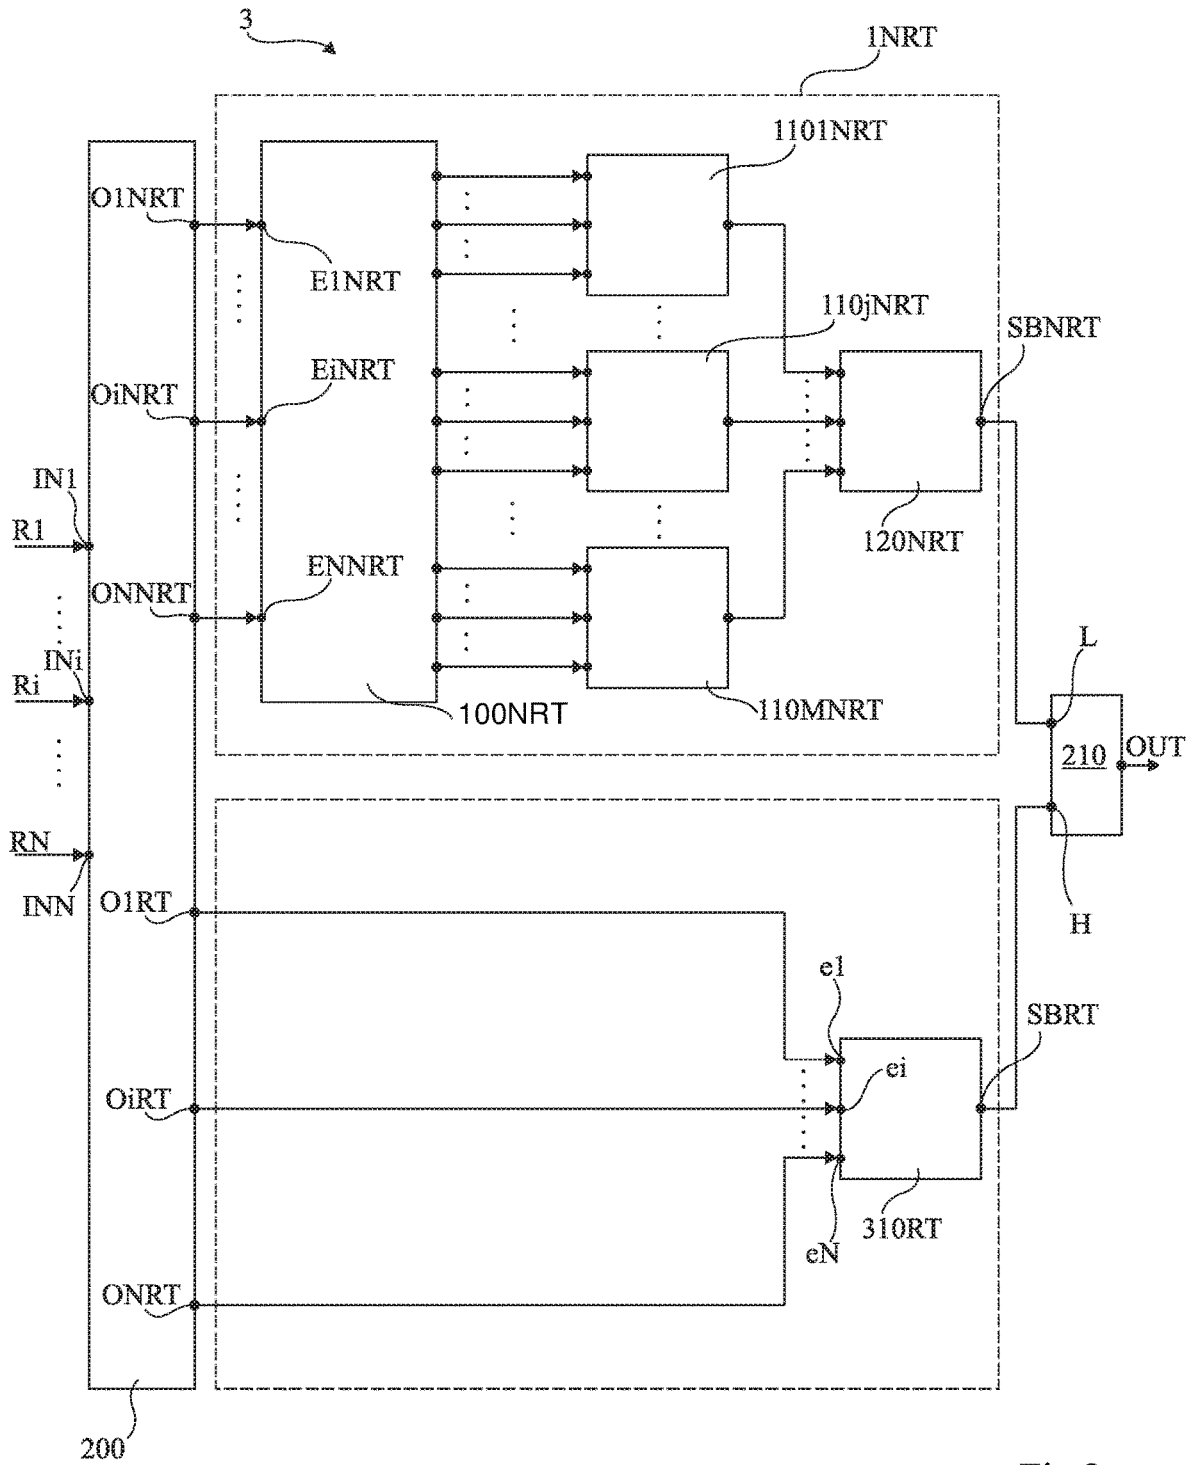 3
1NRT
1101NRT
O1NRT
E1NRT
110jNRT
SBNRT
OiNRT
EiNRT
IN1
R1
120NRT
ENNRT
ONNRT
INi
Ri
L
100NRT
110MNRT
210
OUT
RN
INN
O1RT
H
e1
SBRT
ei
OiRT
310RT
eN
ONRT
200